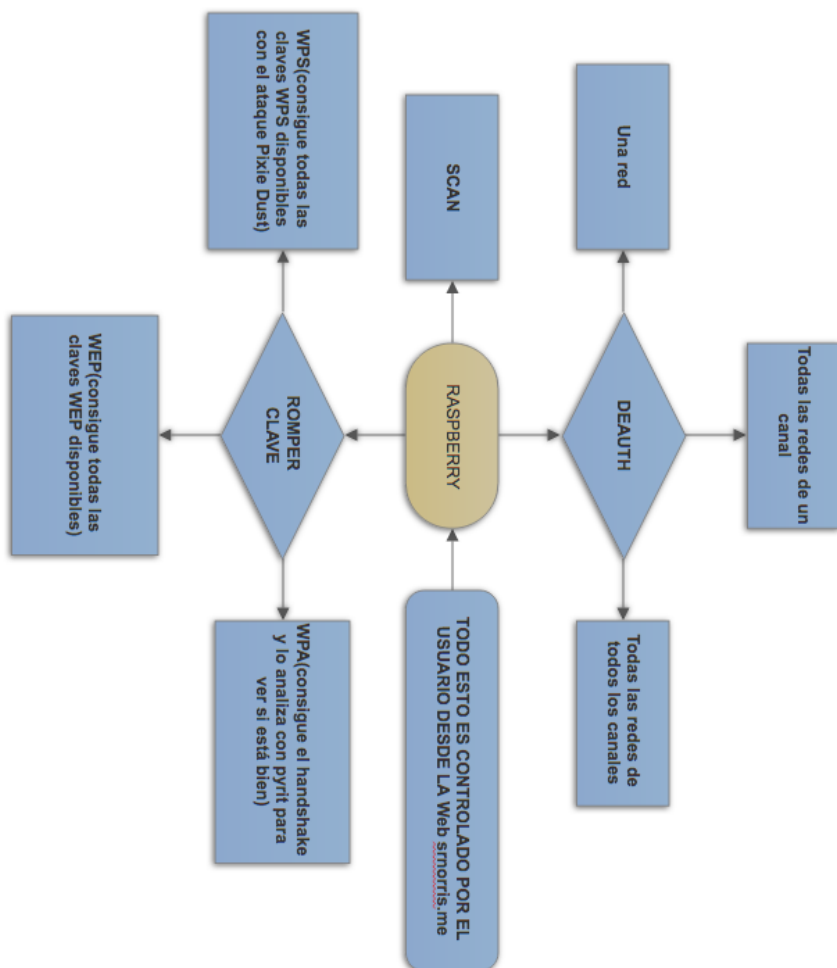 Todas las redes de un
canal
Una red
DEAUTH
Todas las redes de
todos los canales
SCAN
RASPBERRY
TODO ESTO ES CONTROLADO POR EL
USUARIO DESDE LA Web srnorris.me
WPS(consigue todas las
claves WPS disponibles
con el ataque Pixie Dust)
ROMPER
CLAVE
WPA(consigue el handshake
y lo analiza con pyrit para
ver si está bien)
WEP(consigue todas las
claves WEP disponibles)